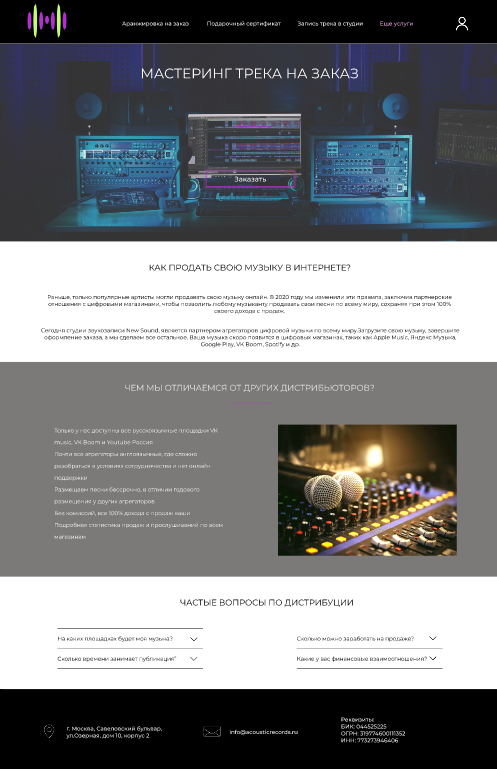 Аранжировка на заказ Подарочный сертификат Запись трека в студии Еще услуги
МАСТЕРИНГ ТРЕКА НА ЗАКАЗ
Заказать
КАК ПРОДАТЬ СВОЮ МУЗЫКУ В ИНТЕРНЕТЕ?
Раньше, только популярные артисты могли продавать свою музыку онлайн. В 2020 году мы изменили эти правила, заключив партнерские
отношения с цифровыми магазинами, чтобы позволить любому музыканту продавать свои песни по всему миру, сохраняя при этом 100%
своего дохода с продаж.
Сегодня студия звукозаписи New Sound, является партнером агрегаторов цифровой музыки по всему миру.Загрузите свою музыку, завершите
оформление заказа, а мы сделаем все остальное. Ваша музыка скоро появится в цифровых магазинах, таких как Apple Music, Яндекс Музыка,
Google Play, VK Boom, Spotify и др.
ЧЕМ МЫ ОТЛИЧАЕМСЯ ОТ ДРУГИХ ДИСТРИБЬЮТОРОВ?
Только у нас доступны все русскоязычные площадки VK
music, VK Boom и Youtube Россия
Почти все агрегаторы англоязычные, где сложно
разобраться в условиях сотрудничества и нет онлайн
поддержки
Размещаем песни бессрочно, в отличии годового
размещения у других агрегаторов
Без комиссий, все 100% дохода с продаж ваши
Подробная статистика продаж и прослушиваний по всем
магазинам
ЧАСТЫЕ ВОПРОСЫ ПО ДИСТРИБУЦИИ
На каких площадках будет моя музыка? Сколько можно заработать на продаже?
Сколько времени занимает публикация? Какие у вас финансовые взаимоотношения?
Реквизиты:
г. Москва, Савеловский бульвар, БИК: 044525225
ул.Озерная, дом 10, корпус 2 info@acousticrecords.ru ОГРН: 319774600111352
ИНН: 773273946406